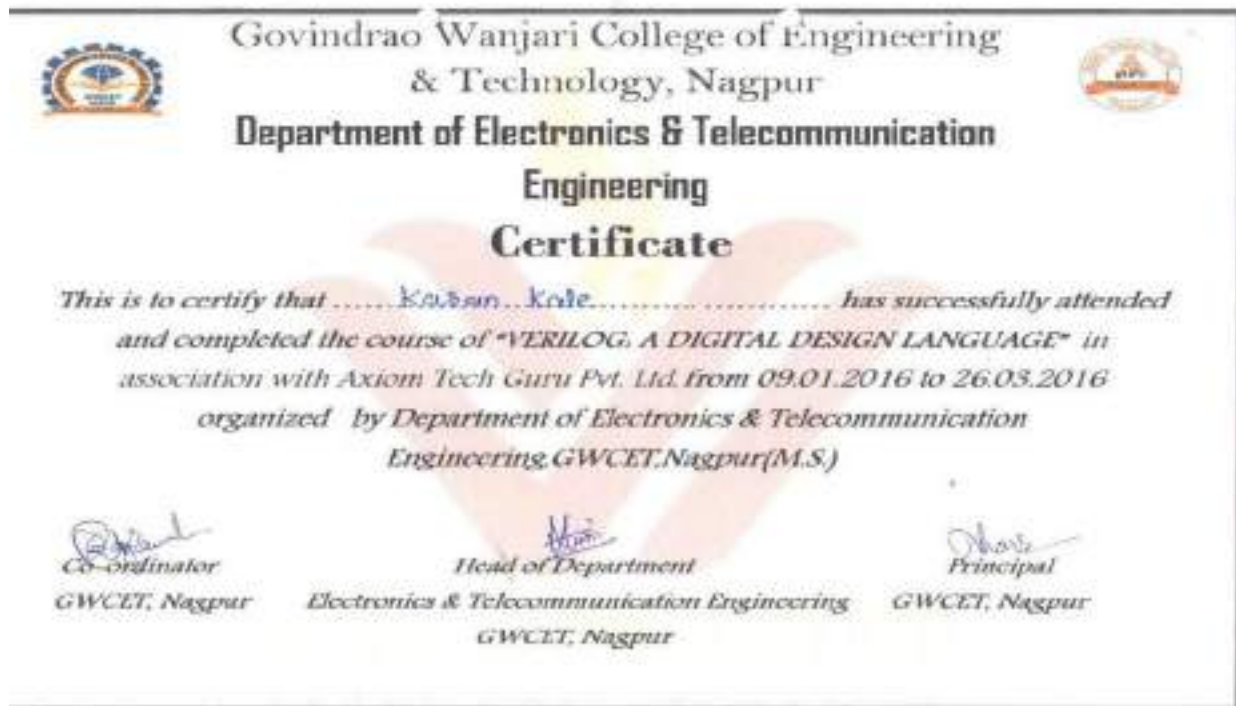 Govindrao Wanjari College of Engineering
& Technology, Nagpur
Department of Electronics & Telecommunication
Engineering
Certificate
This is to certify that ...... Kale ...................... has successfully attended
and completed the course of "VERILOG: A DIGITAL DESIGN LANGUAGE" in
association with Axiom Tech Guru Pvt. Ltd. from 09.01.2016 to 26.03.2016
organized by Department of Electronics & Telecommunication
Engineering,GWCET,Nagpur(M.S.)
Co-ordinator Head of Department Principal
GWCET, Nagpur Electronics & Telecommunication Engineering GWCET, Nagpur
GWCET, Nagpur